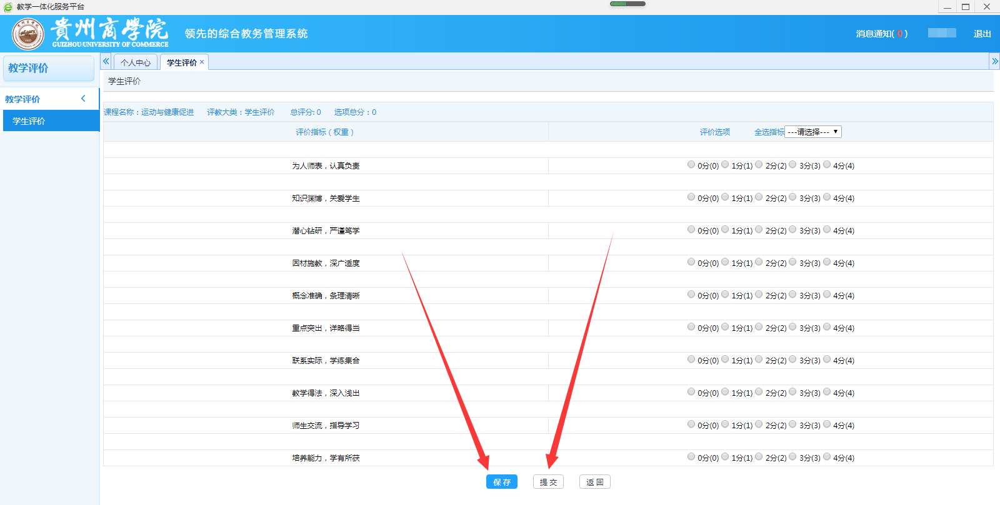 教学一体化服务平台
貴州商學院
GUIZHOU UNIVERSITY OF COMMERCE
领先的综合教务管理系统
消息通知( 0 )
退出
教学评价
个人中心
学生评价 ×
教学评价
学生评价
学生评价
课程名称：运动与健康促进 评教大类：学生评价 总评分: 0 选项总分：0
评价指标（权重） 评价选项 全选指标 ---请选择---
为人师表，认真负责 0分(0) 1分(1) 2分(2) 3分(3) 4分(4)
知识渊博，关爱学生 0分(0) 1分(1) 2分(2) 3分(3) 4分(4)
潜心钻研，严谨笃学 0分(0) 1分(1) 2分(2) 3分(3) 4分(4)
因材施教，深广适度 0分(0) 1分(1) 2分(2) 3分(3) 4分(4)
概念准确，条理清晰 0分(0) 1分(1) 2分(2) 3分(3) 4分(4)
重点突出，详略得当 0分(0) 1分(1) 2分(2) 3分(3) 4分(4)
联系实际，学练集合 0分(0) 1分(1) 2分(2) 3分(3) 4分(4)
教学得法，深入浅出 0分(0) 1分(1) 2分(2) 3分(3) 4分(4)
师生交流，指导学习 0分(0) 1分(1) 2分(2) 3分(3) 4分(4)
培养能力，学有所获 0分(0) 1分(1) 2分(2) 3分(3) 4分(4)
保 存 提 交 返 回